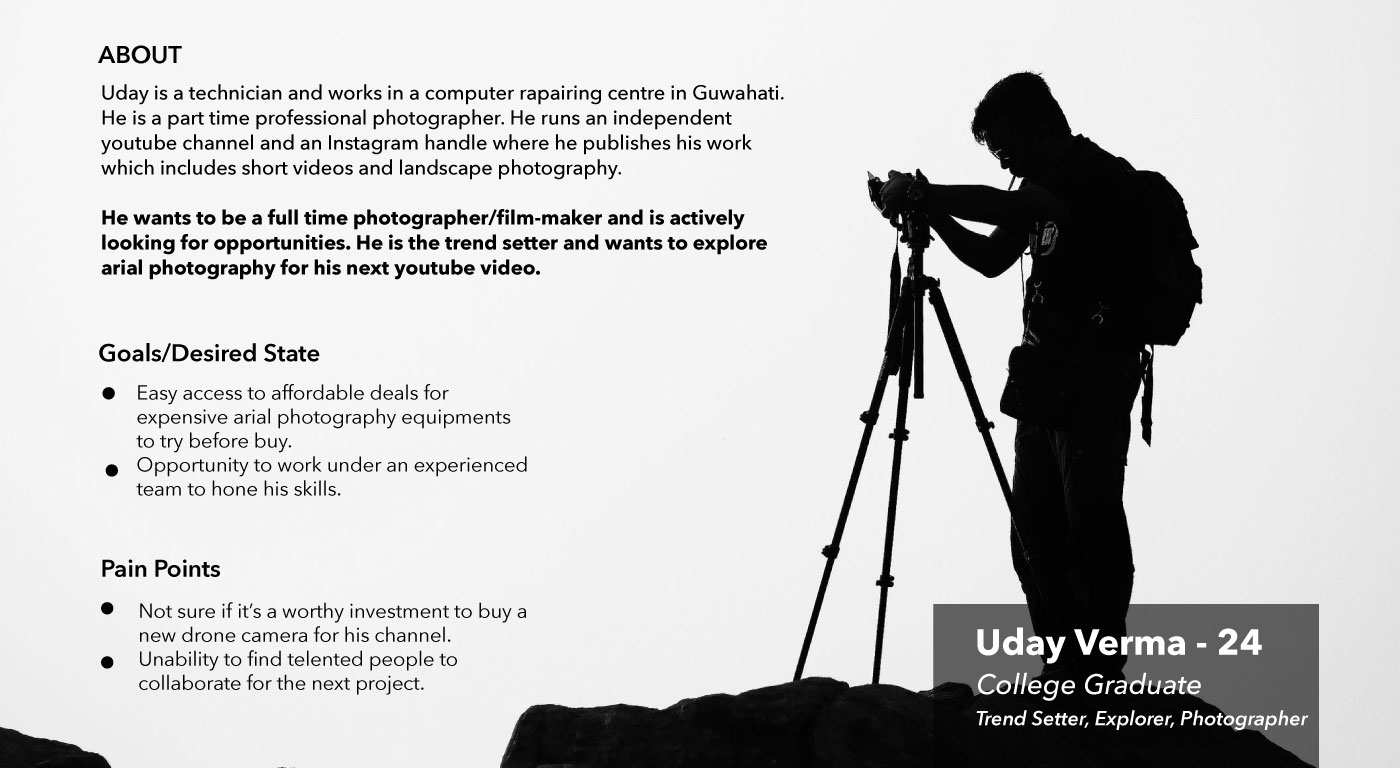 ABOUT
Uday is a technician and works in a computer rapairing centre in Guwahati.
He is a part time professional photographer. He runs an independent
youtube channel and an Instagram handle where he publishes his work
which includes short videos and landscape photography.
He wants to be a full time photographer/film-maker and is actively
looking for opportunities. He is the trend setter and wants to explore
arial photography for his next youtube video.
Goals/Desired State
● Easy access to affordable deals for
expensive arial photography equipments
to try before buy.
● Opportunity to work under an experienced
team to hone his skills.
Pain Points
● Not sure if it's a worthy investment to buy a
new drone camera for his channel.
● Unability to find telented people to
collaborate for the next project.
Uday Verma - 24
College Graduate
Trend Setter, Explorer, Photographer